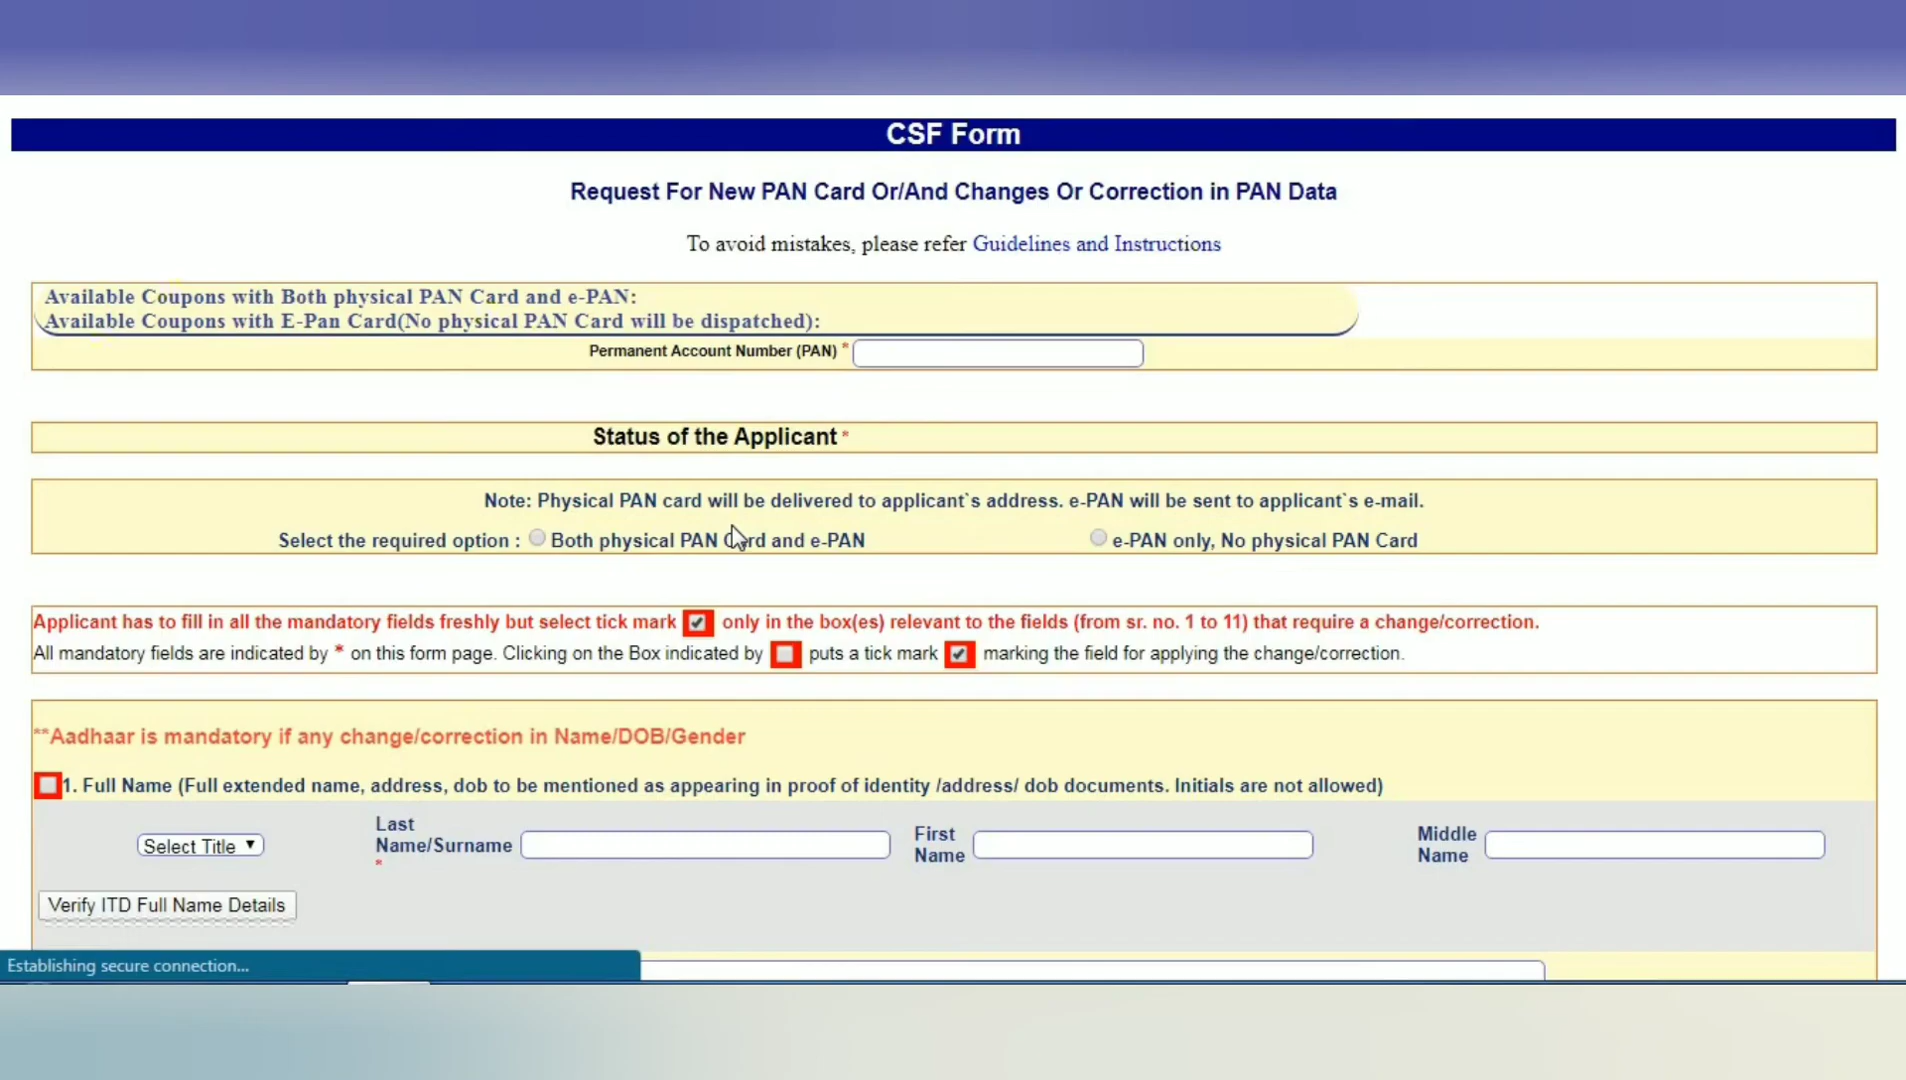 CSF Form
Request For New PAN Card Or/And Changes Or Correction in PAN Data
To avoid mistakes, please refer Guidelines and Instructions
Available Coupons with Both physical PAN Card and e-PAN:
Available Coupons with E-Pan Card(No physical PAN Card will be dispatched):
Permanent Account Number (PAN) *
Status of the Applicant *
Note: Physical PAN card will be delivered to applicant`s address. e-PAN will be sent to applicant`s e-mail.
Select the required option : Both physical PAN Card and e-PAN e-PAN only, No physical PAN Card
Applicant has to fill in all the mandatory fields freshly but select tick mark only in the box(es) relevant to the fields (from sr. no. 1 to 11) that require a change/correction.
All mandatory fields are indicated by * on this form page. Clicking on the Box indicated by puts a tick mark marking the field for applying the change/correction.
**Aadhaar is mandatory if any change/correction in Name/DOB/Gender
1. Full Name (Full extended name, address, dob to be mentioned as appearing in proof of identity /address/ dob documents. Initials are not allowed)
Select Title
Last
Name/Surname
*
First
Name
Middle
Name
Verify ITD Full Name Details
Establishing secure connection...